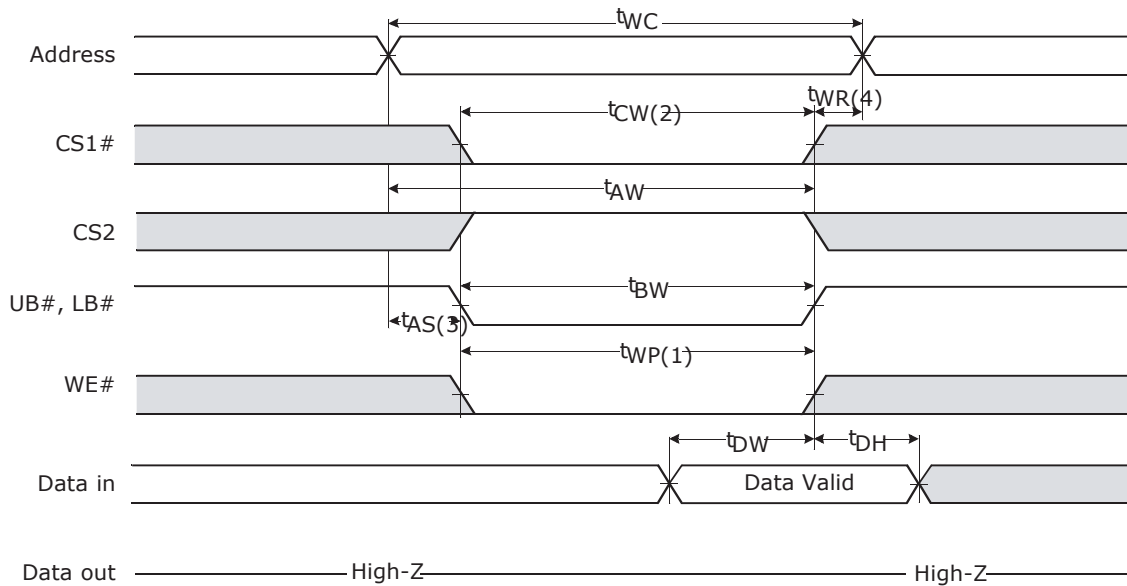 tWC
Address
tCW(2)
tWR(4)
CS1#
tAW
CS2
tBW
UB#, LB#
tAS(3)
tWP(1)
WE#
tDW
tDH
Data in
Data Valid
Data out
High-Z
High-Z